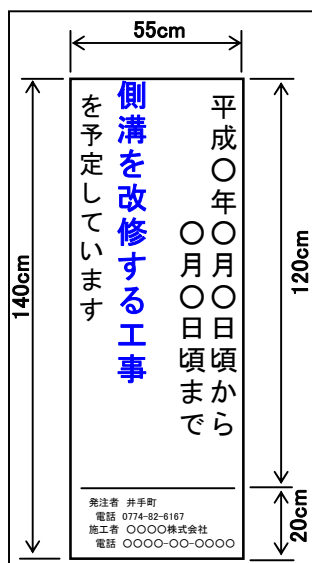 55cm
140cm
120cm
20cm
平成〇年〇月〇日頃から
〇月〇日頃まで
側溝を改修する工事
を予定しています
発注者 井手町
電話 0774-82-6167
施工者 〇〇〇〇株式会社
電話 〇〇〇〇-〇〇-〇〇〇〇